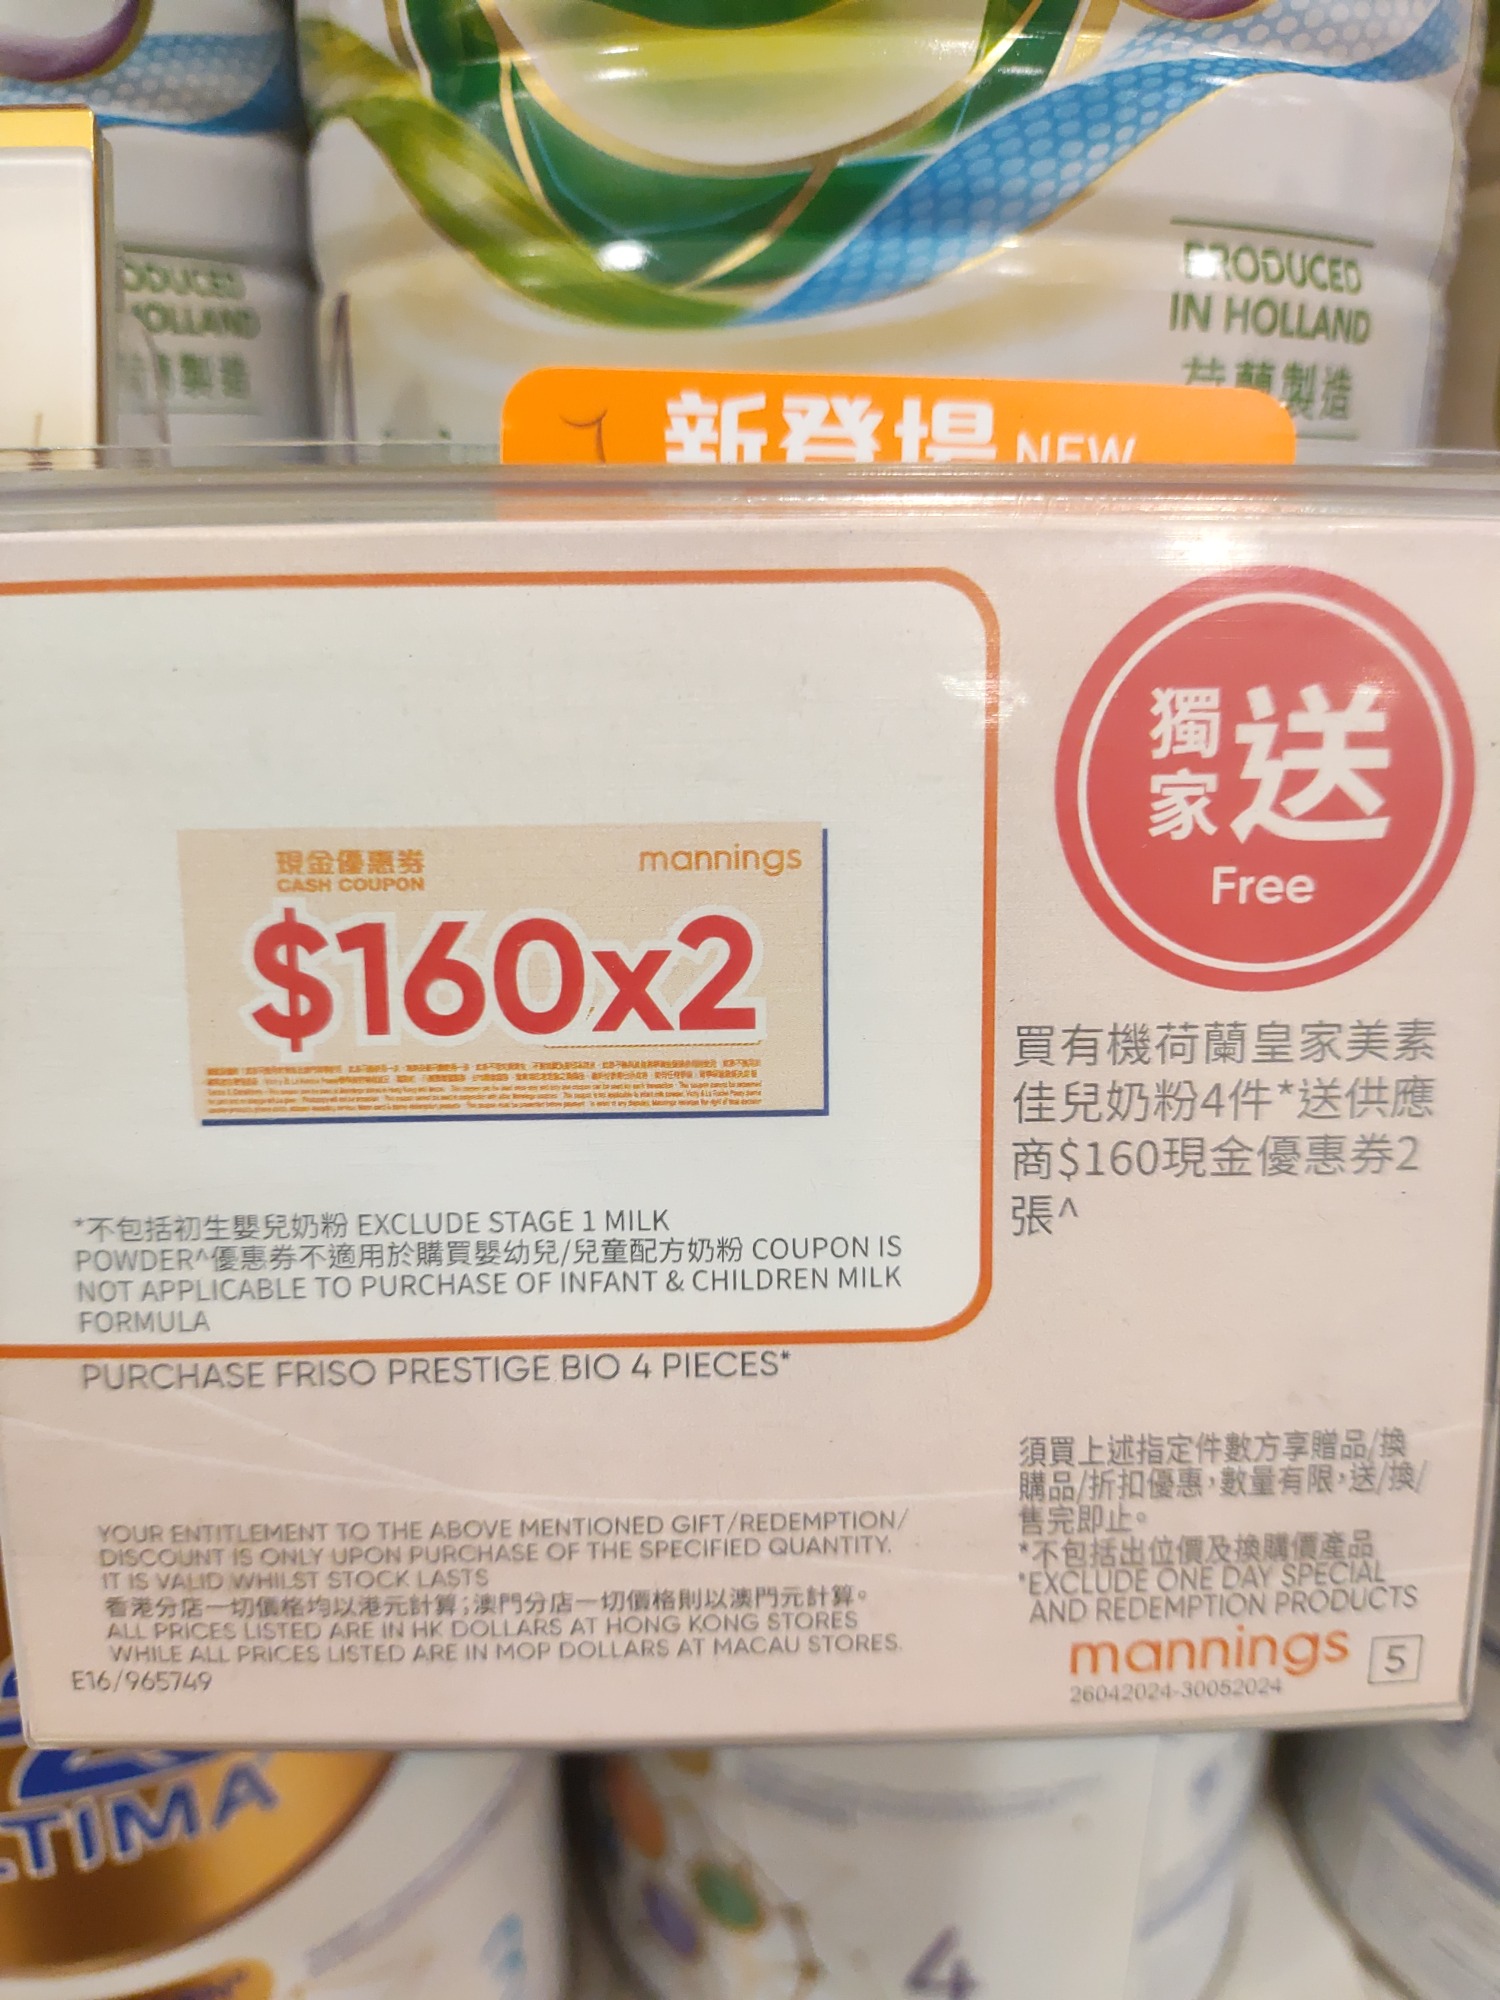 PRODUCED
IN HOLLAND
荷蘭製造
新登場 NEW
獨家送
Free
現金優惠券
CASH COUPON
mannings
$160x2
買有機荷蘭皇家美素
佳兒奶粉4件*送供應
商$160現金優惠券2
張^
*不包括初生嬰兒奶粉 EXCLUDE STAGE 1 MILK
POWDER^優惠券不適用於購買嬰幼兒/兒童配方奶粉 COUPON IS
NOT APPLICABLE TO PURCHASE OF INFANT & CHILDREN MILK
FORMULA
PURCHASE FRISO PRESTIGE BIO 4 PIECES*
須買上述指定件數方享贈品/換
購品/折扣優惠,數量有限,送/換/
售完即止。
*不包括出位價及換購價產品
*EXCLUDE ONE DAY SPECIAL
AND REDEMPTION PRODUCTS
YOUR ENTITLEMENT TO THE ABOVE MENTIONED GIFT/REDEMPTION/
DISCOUNT IS ONLY UPON PURCHASE OF THE SPECIFIED QUANTITY.
IT IS VALID WHILST STOCK LASTS
香港分店一切價格均以港元計算;澳門分店一切價格則以澳門元計算。
ALL PRICES LISTED ARE IN HK DOLLARS AT HONG KONG STORES
WHILE ALL PRICES LISTED ARE IN MOP DOLLARS AT MACAU STORES.
E16/965749
mannings 5
26042024-30052024
TIMA
4